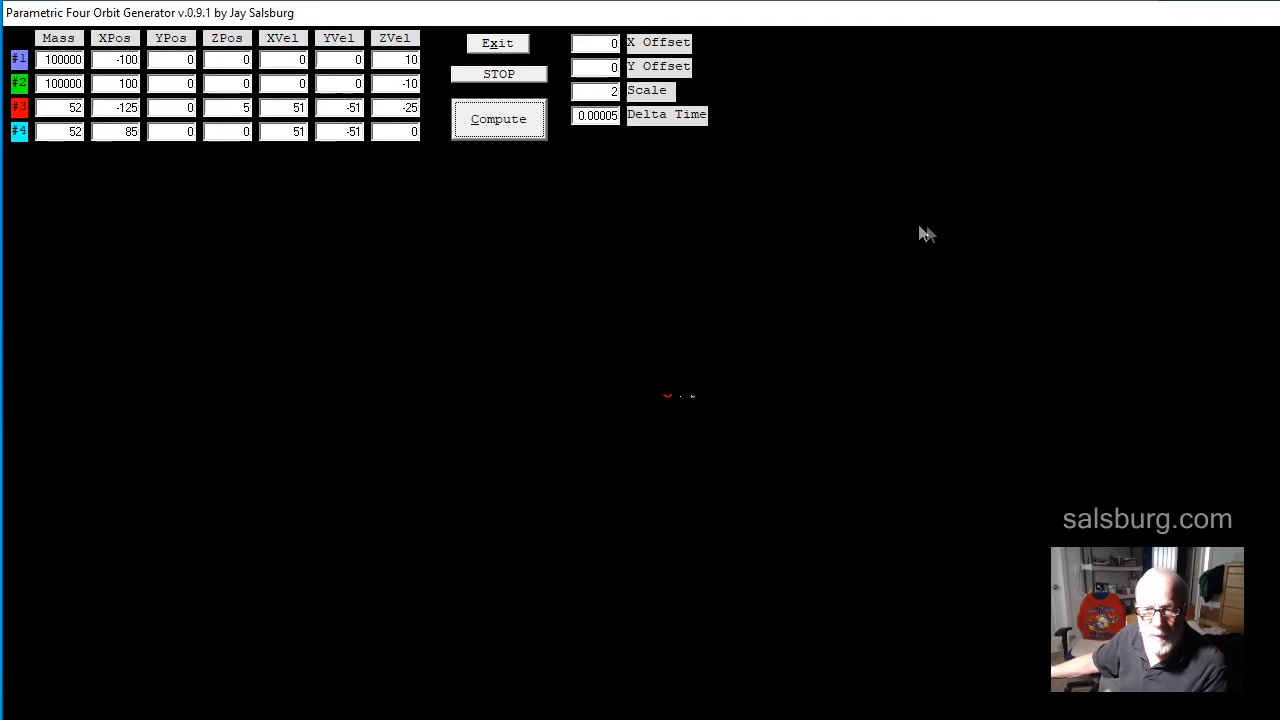 Parametric Four Orbit Generator v.0.9.1 by Jay Salsburg
Mass XPos YPos ZPos XVel YVel ZVel
#1 100000 -100 0 0 0 0 10
#2 100000 100 0 0 0 0 -10
#3 52 -125 0 5 51 -51 -25
#4 52 85 0 0 51 -51 0
Exit
STOP
Compute
0 X Offset
0 Y Offset
2 Scale
0.00005 Delta Time
salsburg.com